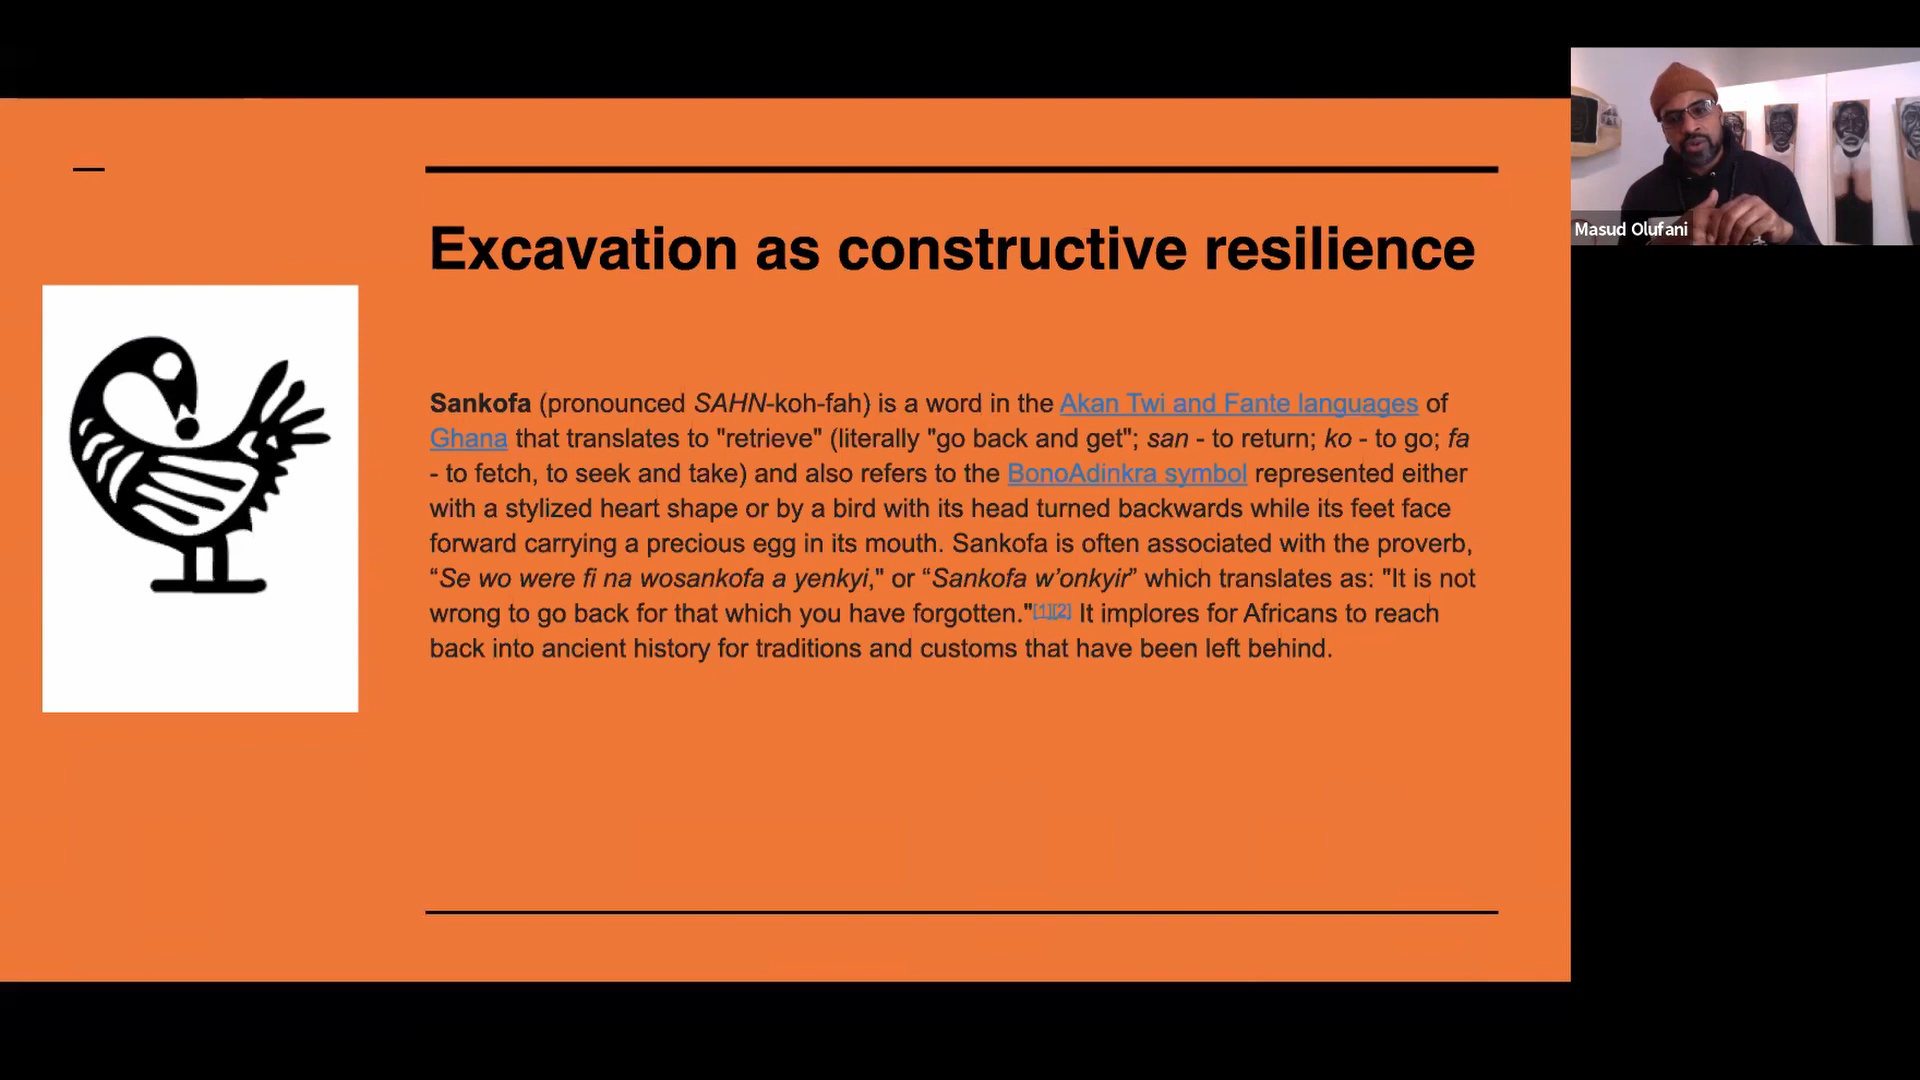 Excavation as constructive resilience
Sankofa (pronounced SAHN-koh-fah) is a word in the Akan Twi and Fante languages of
Ghana that translates to "retrieve" (literally "go back and get"; san - to return; ko - to go; fa
- to fetch, to seek and take) and also refers to the BonoAdinkra symbol represented either
with a stylized heart shape or by a bird with its head turned backwards while its feet face
forward carrying a precious egg in its mouth. Sankofa is often associated with the proverb,
“Se wo were fi na wosankofa a yenkyi," or “Sankofa w’onkyir” which translates as: "It is not
wrong to go back for that which you have forgotten."[1][2] It implores for Africans to reach
back into ancient history for traditions and customs that have been left behind.
Masud Olufani